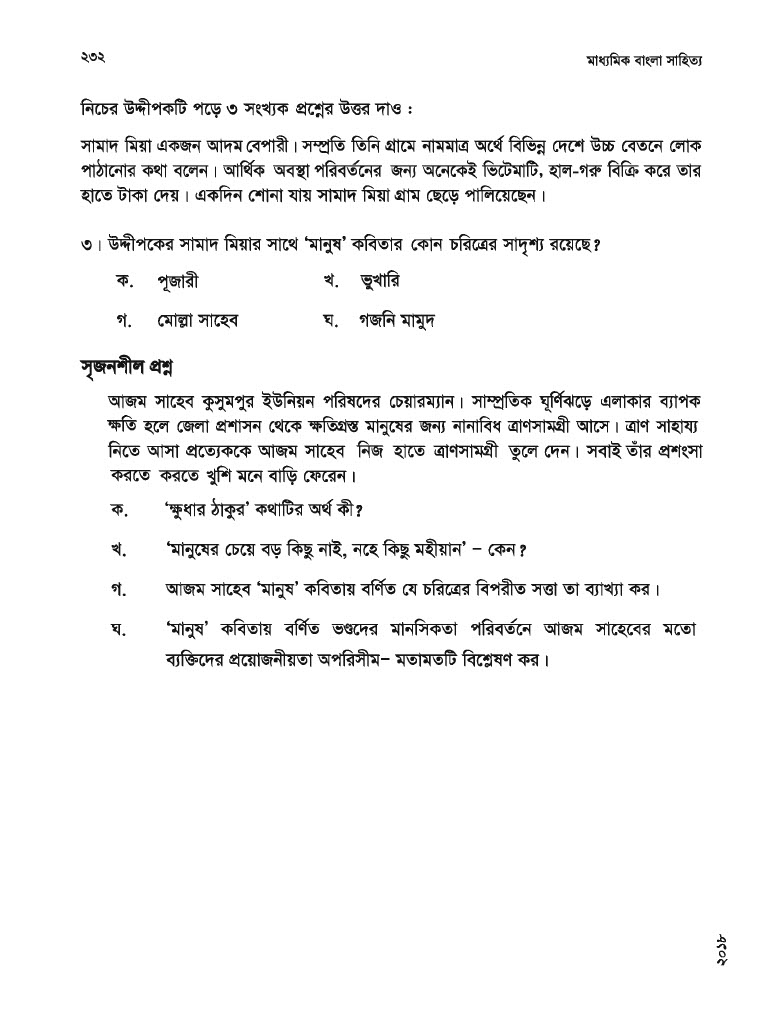 ২৩২
মাধ্যমিক বাংলা সাহিত্য
নিচের উদ্দীপকটি পড়ে ৩ সংখ্যক প্রশ্নের উত্তর দাও :
সামাদ মিয়া একজন আদম বেপারী। সম্প্রতি তিনি গ্রামে নামমাত্র অর্থে বিভিন্ন দেশে উচ্চ বেতনে লোক
পাঠানোর কথা বলেন। আর্থিক অবস্থা পরিবর্তনের জন্য অনেকেই ভিটেমাটি, হাল-গরু বিক্রি করে তার
হাতে টাকা দেয়। একদিন শোনা যায় সামাদ মিয়া গ্রাম ছেড়ে পালিয়েছেন।
৩। উদ্দীপকের সামাদ মিয়ার সাথে ‘মানুষ’ কবিতার কোন চরিত্রের সাদৃশ্য রয়েছে?
ক. পূজারী খ. ভুখারি
গ. মোল্লা সাহেব ঘ. গজনি মামুদ
সৃজনশীল প্রশ্ন
আজম সাহেব কুসুমপুর ইউনিয়ন পরিষদের চেয়ারম্যান। সাম্প্রতিক ঘূর্ণিঝড়ে এলাকার ব্যাপক
ক্ষতি হলে জেলা প্রশাসন থেকে ক্ষতিগ্রস্ত মানুষের জন্য নানাবিধ ত্রাণসামগ্রী আসে। ত্রাণ সাহায্য
নিতে আসা প্রত্যেককে আজম সাহেব নিজ হাতে ত্রাণসামগ্রী তুলে দেন। সবাই তাঁর প্রশংসা
করতে করতে খুশি মনে বাড়ি ফেরেন।
ক. ‘ক্ষুধার ঠাকুর’ কথাটির অর্থ কী?
খ. ‘মানুষের চেয়ে বড় কিছু নাই, নহে কিছু মহীয়ান’ – কেন?
গ. আজম সাহেব ‘মানুষ’ কবিতায় বর্ণিত যে চরিত্রের বিপরীত সত্তা তা ব্যাখ্যা কর।
ঘ. ‘মানুষ’ কবিতায় বর্ণিত ভণ্ডদের মানসিকতা পরিবর্তনে আজম সাহেবের মতো
ব্যক্তিদের প্রয়োজনীয়তা অপরিসীম– মতামতটি বিশ্লেষণ কর।
২০১৮